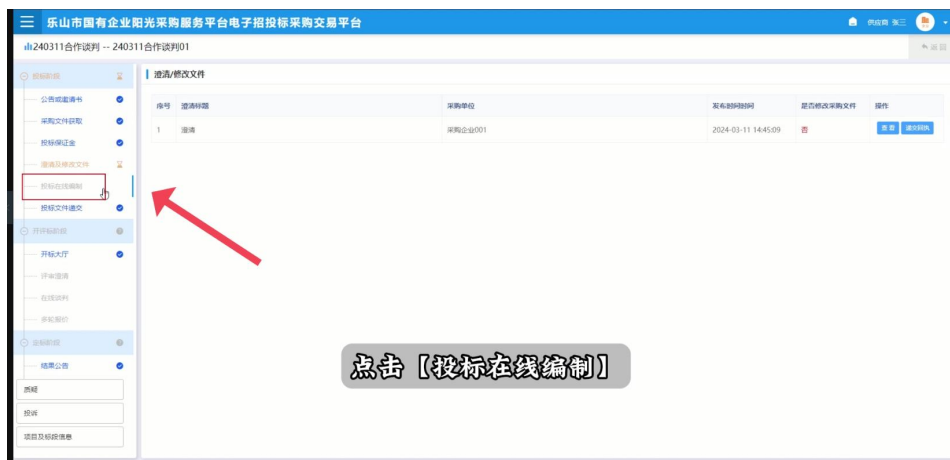 乐山市国有企业阳光采购服务平台电子招投标采购交易平台
供应商 张三
240311合作谈判 -- 240311合作谈判01
返回
投标阶段
公告或邀请书
采购文件获取
投标保证金
澄清及修改文件
投标在线编制
投标文件递交
开评标阶段
开标大厅
评审澄清
在线谈判
多轮报价
定标阶段
结果公告
质疑
投诉
项目及标段信息
澄清/修改文件
序号 澄清标题 采购单位 发布时间时间 是否修改采购文件 操作
1 澄清 采购企业001 2024-03-11 14:45:09 否 查看 递交回执
点击【投标在线编制】